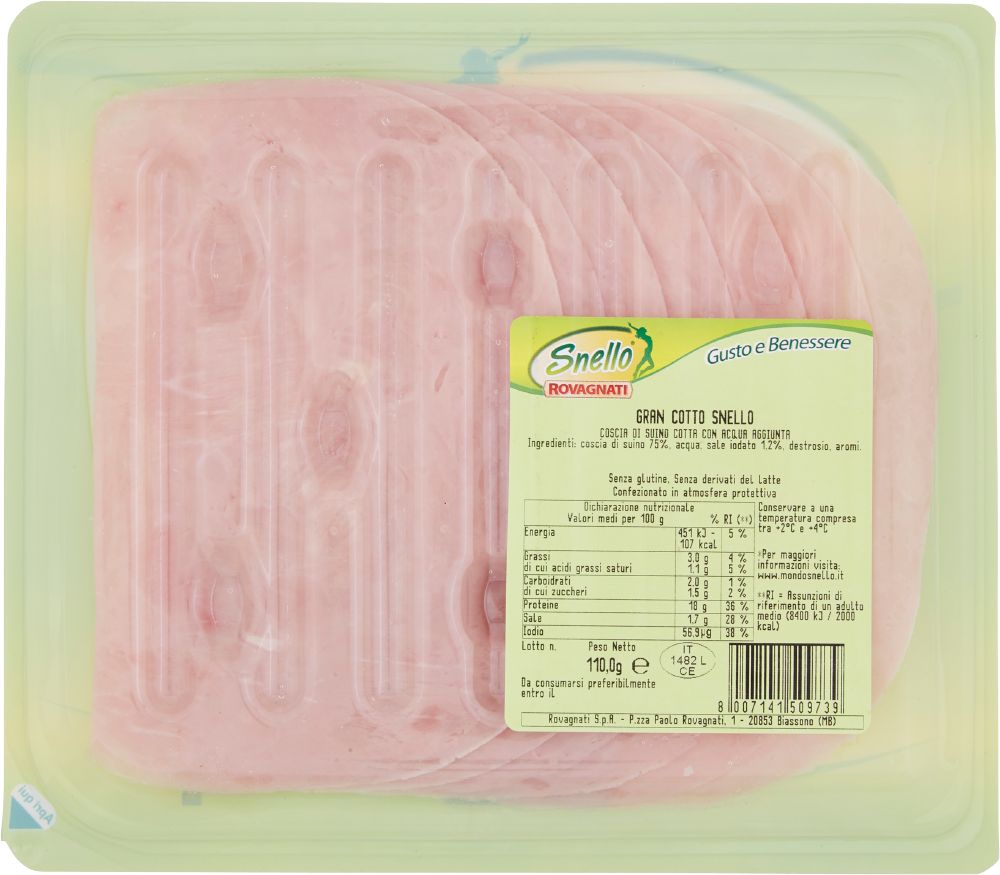 Snello
ROVAGNATI
Gusto e Benessere
GRAN COTTO SNELLO
COSCIA DI SUINO COTTA CON ACQUA AGGIUNTA
Ingredienti: coscia di suino 75%, acqua, sale iodato 1.2%, destrosio, aromi.
Senza glutine, Senza derivati del Latte
Confezionato in atmosfera protettiva
Dichiarazione nutrizionale
Valori medi per 100 g % RI (**)
Energia 451 kJ - 5 %
107 kcal
Grassi 3.0 g 4 %
di cui acidi grassi saturi 1.1 g 5 %
Carboidrati 2.0 g 1 %
di cui zuccheri 1.5 g 2 %
Proteine 18 g 36 %
Sale 1.7 g 28 %
Iodio 56.9µg 38 %
Conservare a una
temperatura compresa
tra +2°C e +4°C
*Per maggiori
informazioni visita:
www.mondosnello.it
**RI = Assunzioni di
riferimento di un adulto
medio (8400 kJ / 2000
kcal)
Lotto n. Peso Netto
110,0g e
IT
1482 L
CE
Da consumarsi preferibilmente
entro il
8 007141 509739
Rovagnati S.p.A. - P.zza Paolo Rovagnati, 1 - 20853 Biassono (MB)
Apri qui